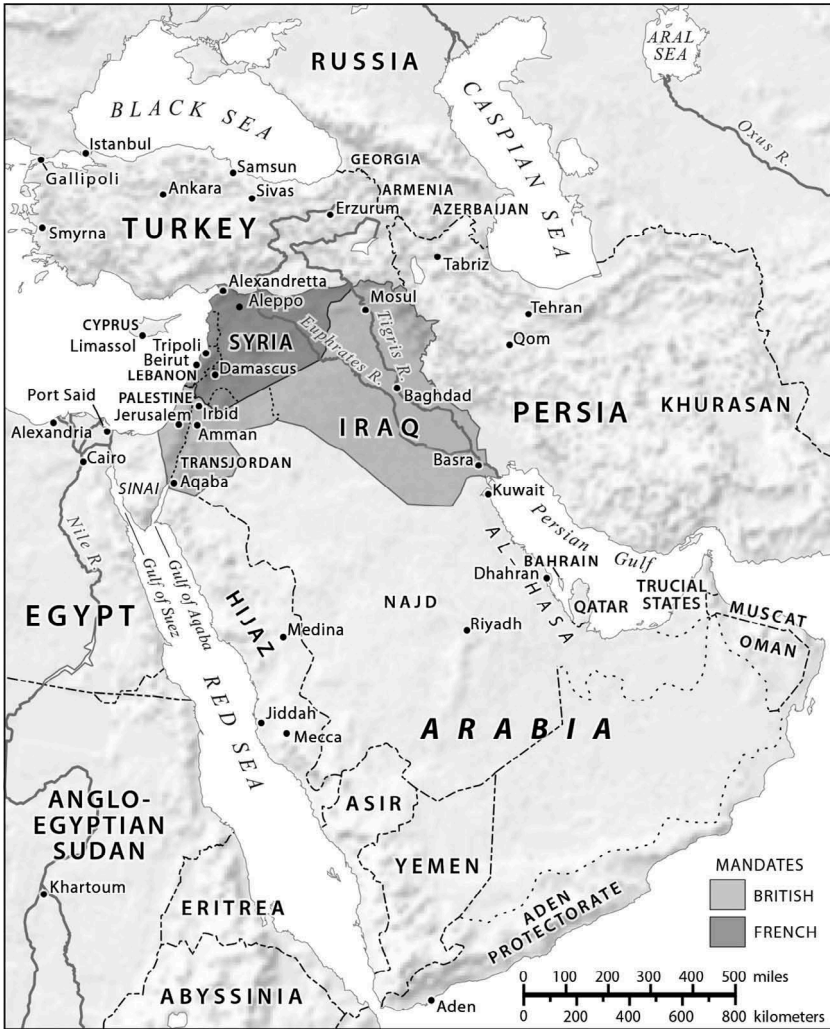 RUSSIA
ARAL
SEA
BLACK SEA
CASPIAN SEA
Oxus R.
Istanbul
Gallipoli
Samsun
Ankara
Sivas
GEORGIA
ARMENIA
AZERBAIJAN
Erzurum
TURKEY
Smyrna
Tabriz
Alexandretta
Aleppo
Mosul
Tehran
CYPRUS
Limassol
Tripoli
SYRIA
Euphrates R.
Tigris R.
Qom
Beirut
Damascus
LEBANON
Baghdad
Port Said
PALESTINE
Irbid
Jerusalem
Amman
IRAQ
PERSIA
KHURASAN
Alexandria
Cairo
TRANSJORDAN
Basra
SINAI
Aqaba
Kuwait
Nile R.
Gulf of Suez
Gulf of Aqaba
Persian Gulf
AL-HASA
BAHRAIN
Dhahran
QATAR
TRUCIAL
STATES
MUSCAT
OMAN
EGYPT
HIJAZ
NAJD
Medina
Riyadh
RED SEA
Jiddah
Mecca
ARABIA
ANGLO-
EGYPTIAN
SUDAN
ASIR
Khartoum
YEMEN
ERITREA
ADEN
PROTECTORATE
ABYSSINIA
Aden
MANDATES
BRITISH
FRENCH
0 100 200 300 400 500 miles
0 200 400 600 800 kilometers